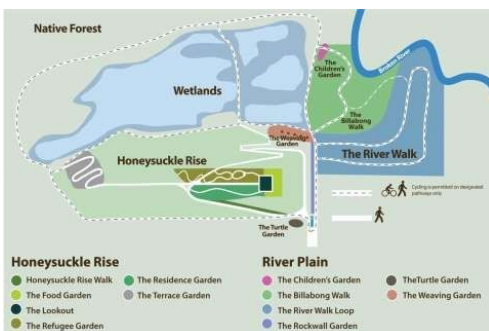 Native Forest
Broken River
The
Children's
Garden
Wetlands
The
Billabong
Walk
The Weaving
Garden
Honeysuckle Rise
The River Walk
Cycling is permitted on designated
pathways only
The Turtle
Garden
Honeysuckle Rise
Honeysuckle Rise Walk
The Food Garden
The Lookout
The Refugee Garden
The Residence Garden
The Terrace Garden
River Plain
The Children's Garden
The Billabong Walk
The River Walk Loop
The Rockwall Garden
TheTurtle Garden
The Weaving Garden